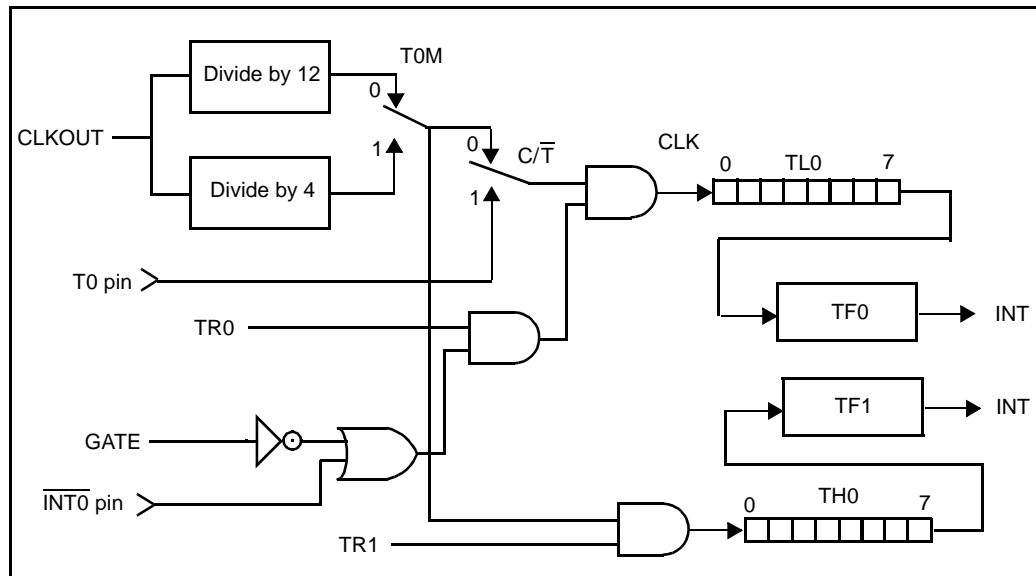 T0M
Divide by 12
0
CLKOUT
1
0
C/T̅
CLK
0 TL0 7
Divide by 4
1
T0 pin
TR0
TF0
INT
TF1
INT
GATE
I̅N̅T̅0̅ pin
0 TH0 7
TR1